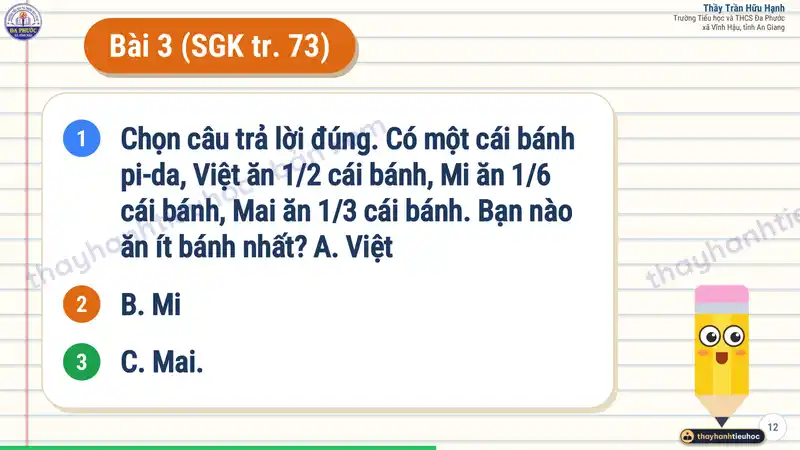 Thầy Trần Hữu Hạnh
Trường Tiểu học và THCS Đa Phước
xã Vĩnh Hậu, tỉnh An Giang
ĐA PHƯỚC
Bài 3 (SGK tr. 73)
1 Chọn câu trả lời đúng. Có một cái bánh
pi-da, Việt ăn 1/2 cái bánh, Mi ăn 1/6
cái bánh, Mai ăn 1/3 cái bánh. Bạn nào
ăn ít bánh nhất? A. Việt
2 B. Mi
3 C. Mai.
12
thayhanhtieuhoc